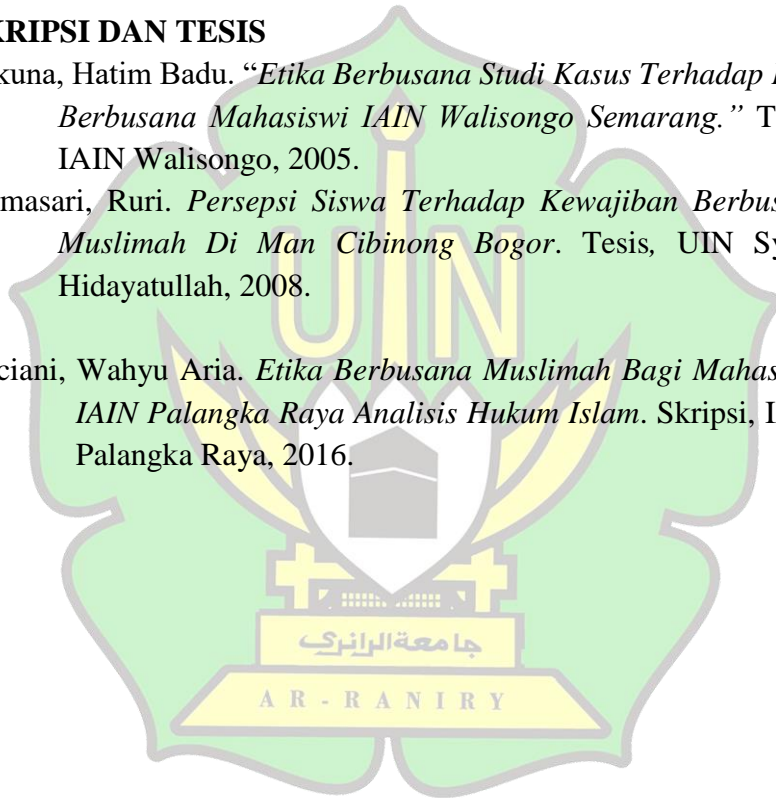 KRIPSI DAN TESIS
kuna, Hatim Badu. “Etika Berbusana Studi Kasus Terhadap
Berbusana Mahasiswi IAIN Walisongo Semarang.” T
IAIN Walisongo, 2005.
masari, Ruri. Persepsi Siswa Terhadap Kewajiban Berbus
Muslimah Di Man Cibinong Bogor. Tesis, UIN Sy
Hidayatullah, 2008.
ciani, Wahyu Aria. Etika Berbusana Muslimah Bagi Mahas
IAIN Palangka Raya Analisis Hukum Islam. Skripsi, I
Palangka Raya, 2016.
UIN
جامعةالرانري
AR-RANIRY